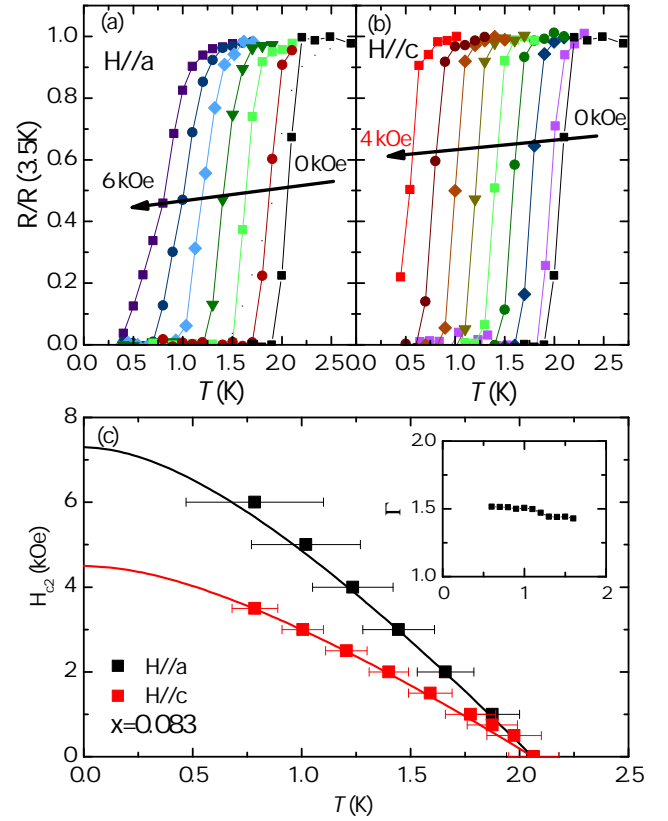 (a)
H//a
0 kOe
6 kOe
R/R (3.5K)
1.0
0.8
0.6
0.4
0.2
0.0
0.0 0.5 1.0 1.5 2.0 2.5
T (K)
(b)
H//c
0 kOe
4 kOe
0.0 0.5 1.0 1.5 2.0 2.5
T (K)
(c)
H//a
H//c
x=0.083
H_{c2} (kOe)
8
6
4
2
0
0.0 0.5 1.0 1.5 2.0 2.5
T (K)
Γ
2.0
1.5
1.0
0 1 2